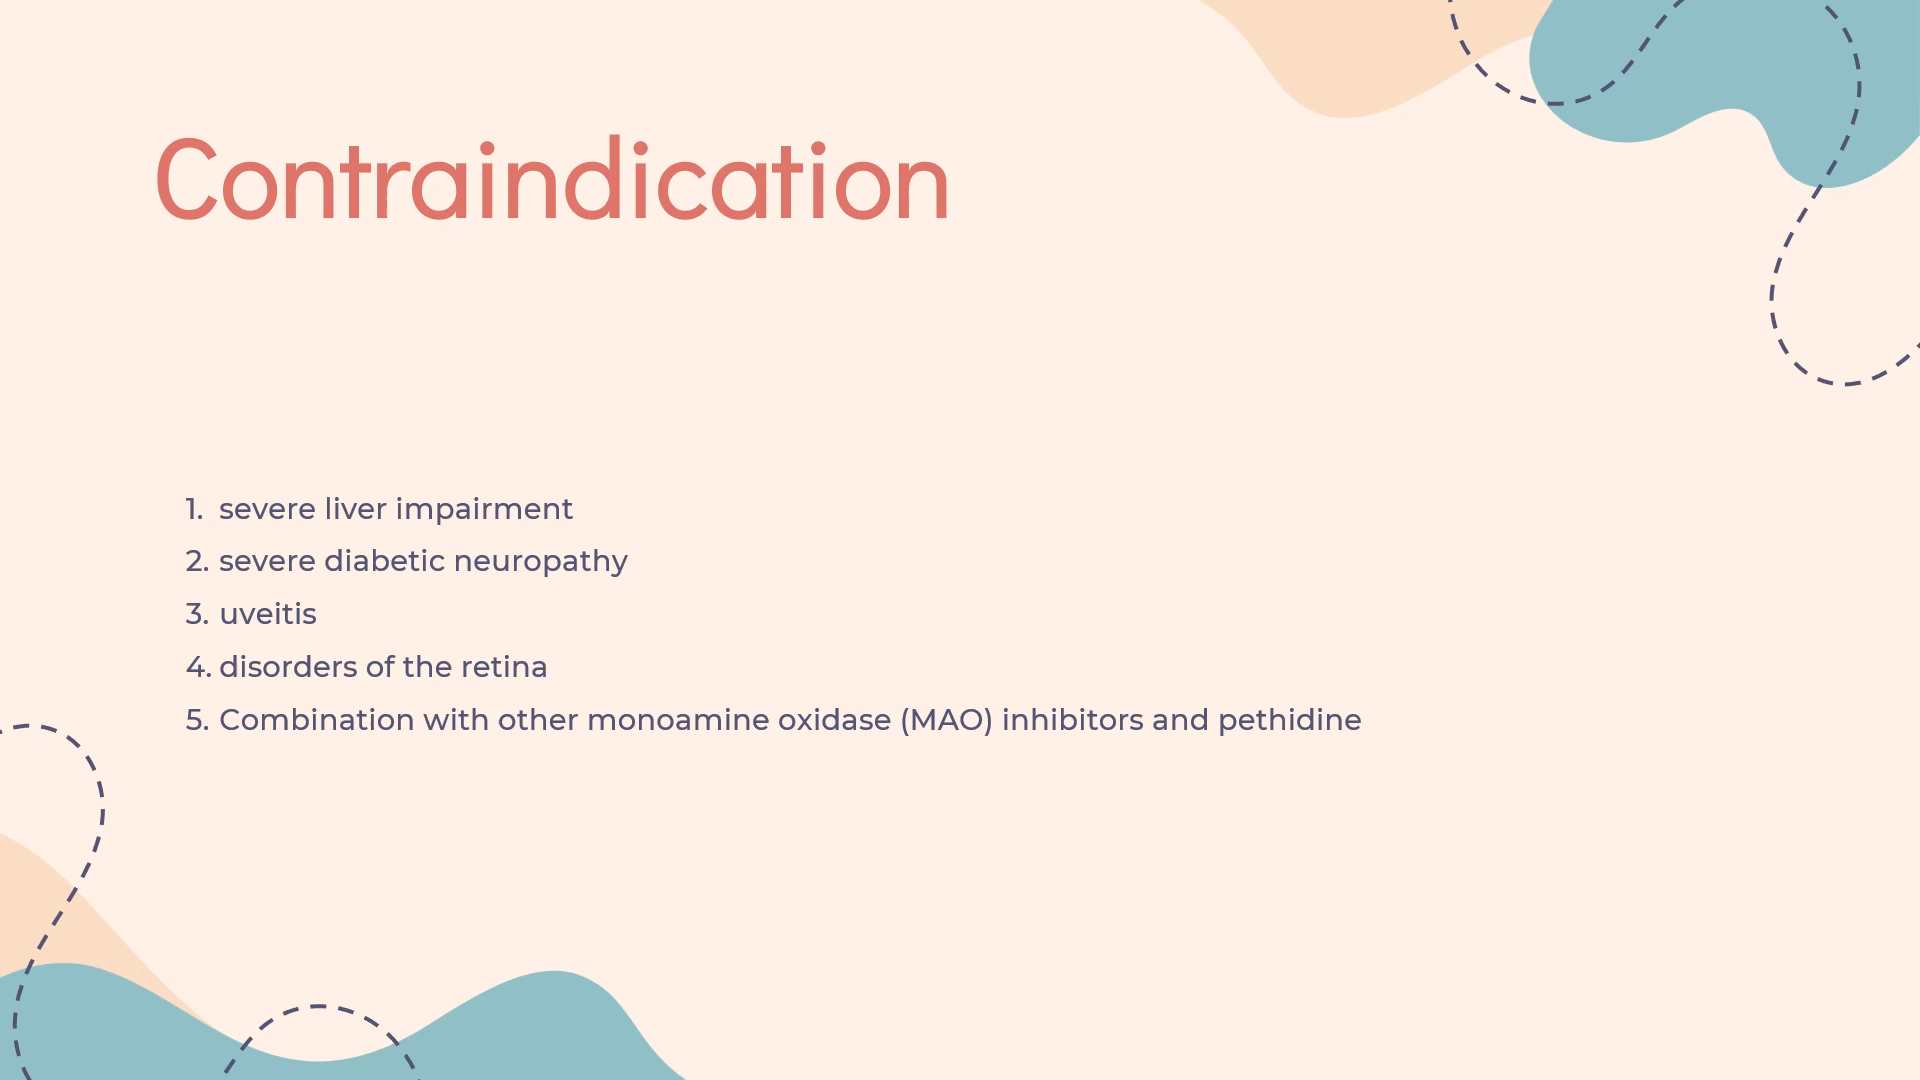 Contraindication
1. severe liver impairment
2. severe diabetic neuropathy
3. uveitis
4. disorders of the retina
5. Combination with other monoamine oxidase (MAO) inhibitors and pethidine